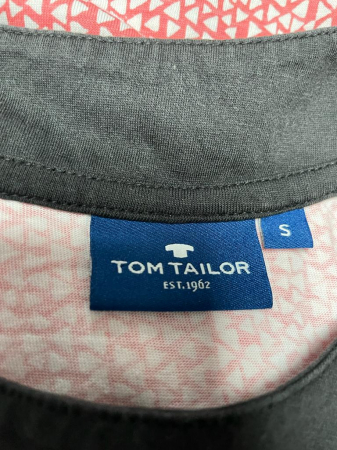 TOM TAILOR
EST. 1962
S